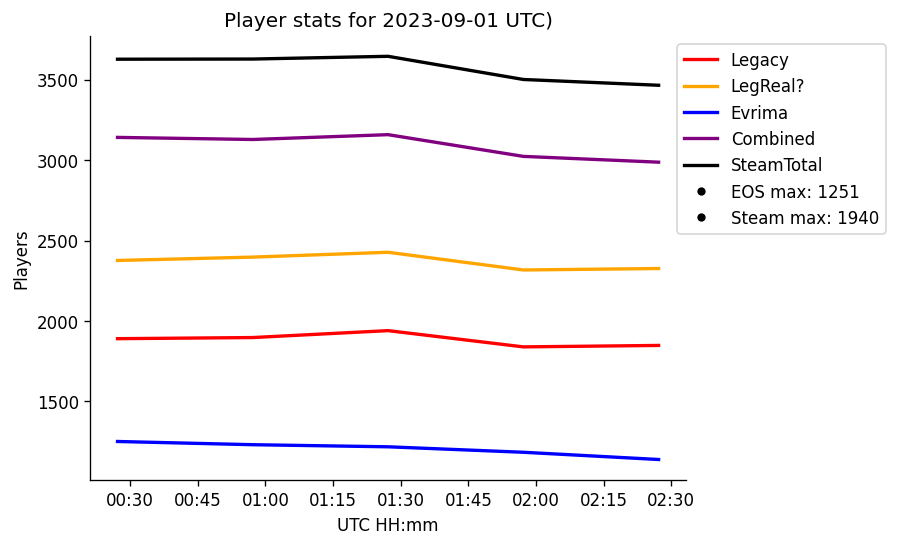 Player stats for 2023-09-01 UTC)
Legacy
LegReal?
Evrima
Combined
SteamTotal
EOS max: 1251
Steam max: 1940
Players
3500
3000
2500
2000
1500
00:30 00:45 01:00 01:15 01:30 01:45 02:00 02:15 02:30
UTC HH:mm